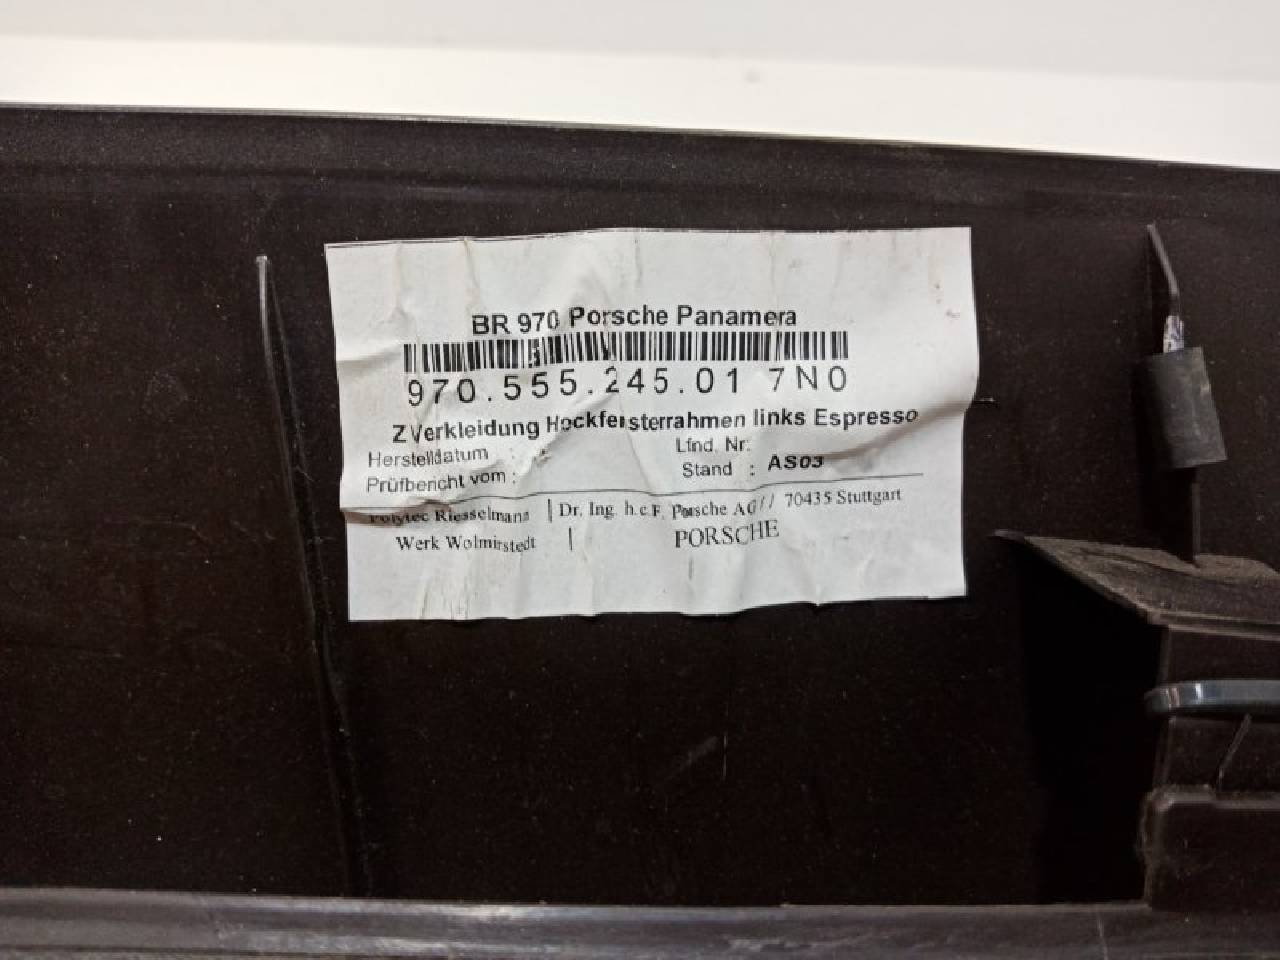 BR 970 Porsche Panamera
970.555.245.01 7N0
Z Verkleidung Heckfensterrahmen links Espresso
Herstelldatum : Lfnd. Nr:
Prüfbericht vom : Stand : AS03
Polytec Riesselmann | Dr. Ing. h.c F. Porsche AG // 70435 Stuttgart
Werk Wolmirstedt | PORSCHE